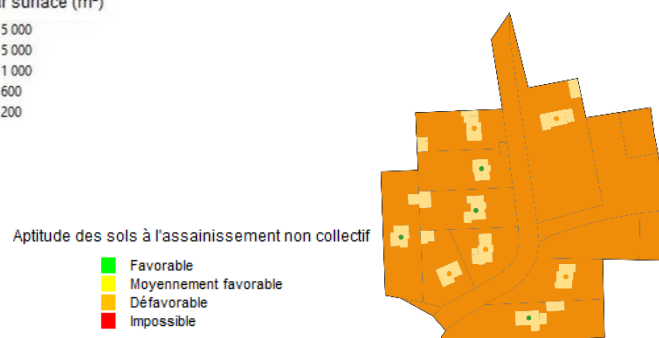 surface (m²)
5 000
5 000
1 000
600
200
Aptitude des sols à l'assainissement non collectif
Favorable
Moyennement favorable
Défavorable
Impossible